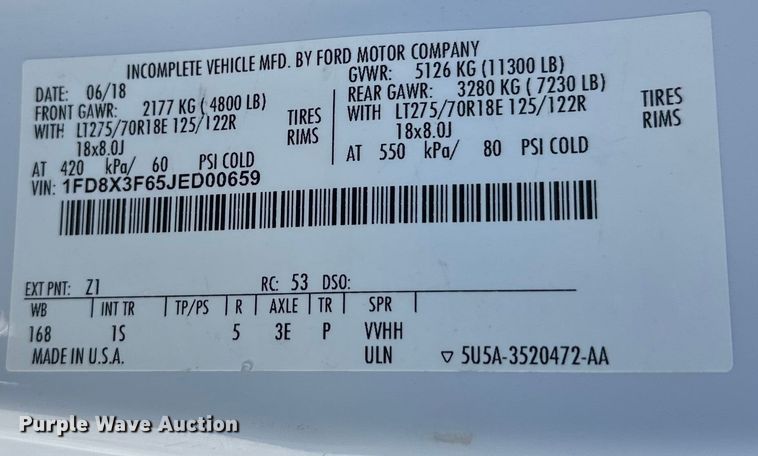 INCOMPLETE VEHICLE MFD. BY FORD MOTOR COMPANY
DATE: 06/18 GVWR: 5126 KG (11300 LB)
FRONT GAWR: 2177 KG ( 4800 LB) REAR GAWR: 3280 KG ( 7230 LB)
WITH LT275/70R18E 125/122R TIRES WITH LT275/70R18E 125/122R TIRES
18x8.0J RIMS 18x8.0J RIMS
AT 420 kPa/ 60 PSI COLD AT 550 kPa/ 80 PSI COLD
VIN: 1FD8X3F65JED00659
EXT PNT: Z1 RC: 53 DSO:
WB INT TR TP/PS R AXLE TR SPR
168 1S 5 3E P VVHH
MADE IN U.S.A. ULN ▽ 5U5A-3520472-AA
Purple Wave Auction